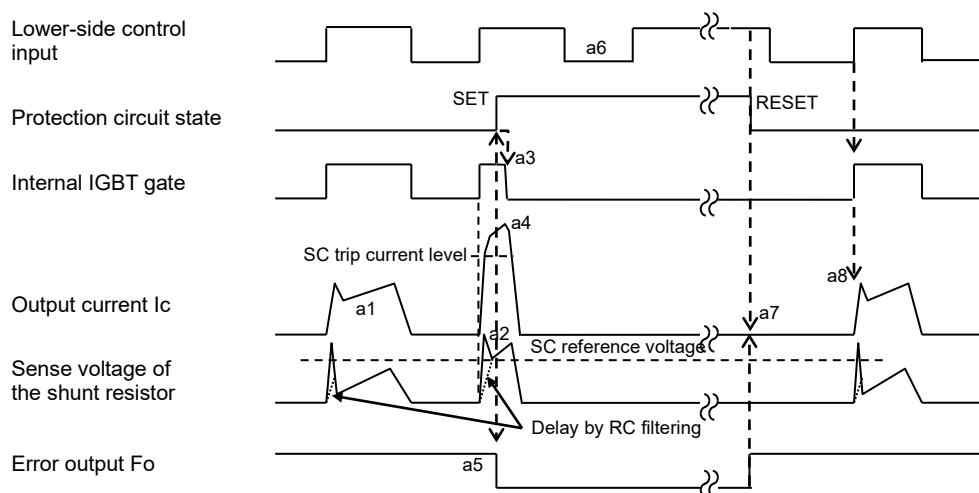 Lower-side control
input
a6
SET
RESET
Protection circuit state
a3
Internal IGBT gate
a4
SC trip current level
a8
Output current Ic
a1
a7
a2
SC reference voltage
Sense voltage of
the shunt resistor
Delay by RC filtering
Error output Fo
a5